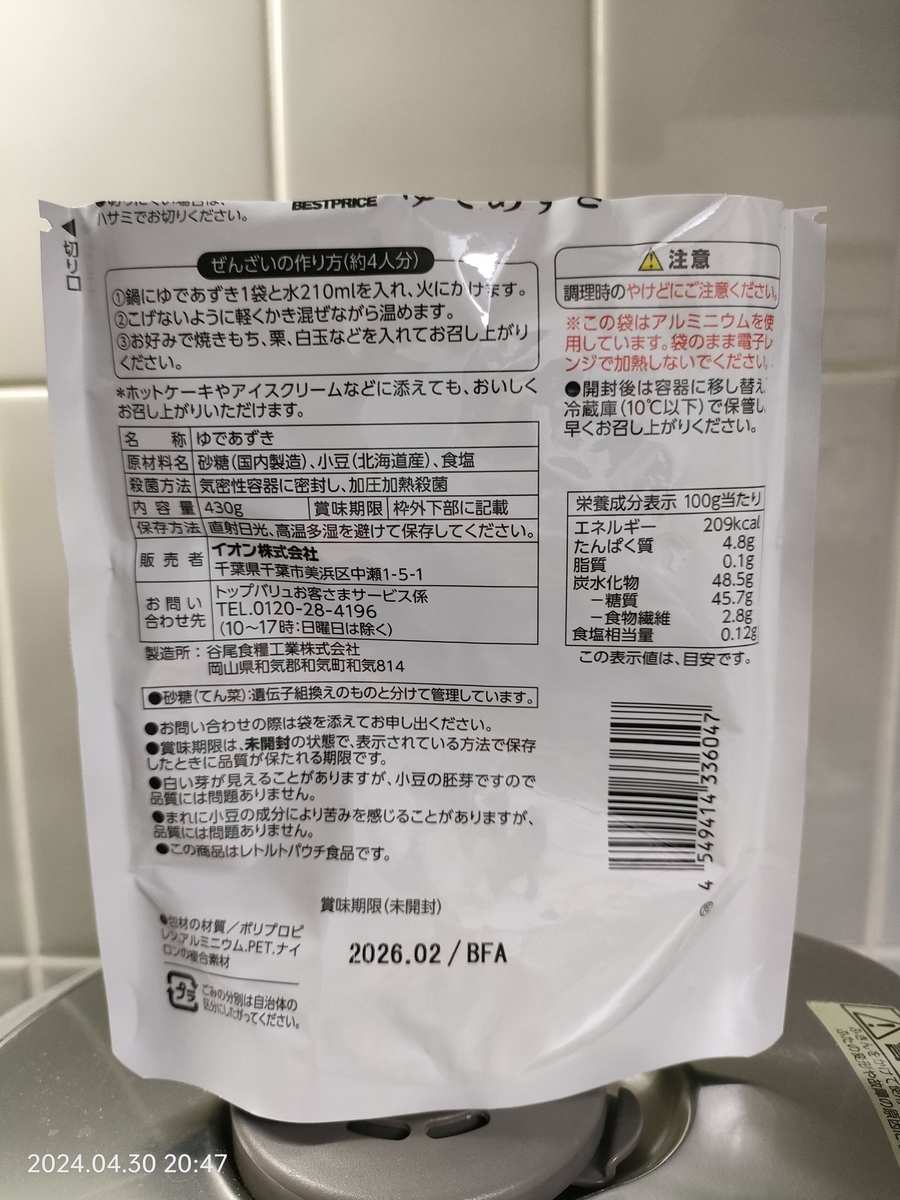 ハサミでお切りください。
BESTPRICE ゆであずき
切り口
ぜんざいの作り方(約4人分)
①鍋にゆであずき1袋と水210mlを入れ、火にかけます。
②こげないように軽くかき混ぜながら温めます。
③お好みで焼きもち、栗、白玉などを入れてお召し上がり
ください。
*ホットケーキやアイスクリームなどに添えても、おいしく
お召し上がりいただけます。
名称 ゆであずき
原材料名 砂糖(国内製造)、小豆(北海道産)、食塩
殺菌方法 気密性容器に密封し、加圧加熱殺菌
内容量 430g 賞味期限 枠外下部に記載
保存方法 直射日光、高温多湿を避けて保存してください。
販売者 イオン株式会社
千葉県千葉市美浜区中瀬1-5-1
お問い合わせ先 トップバリュお客さまサービス係
TEL.0120-28-4196
(10〜17時:日曜日は除く)
製造所:谷尾食糧工業株式会社
岡山県和気郡和気町和気814
●砂糖(てん菜):遺伝子組換えのものと分けて管理しています。
●お問い合わせの際は袋を添えてお申し出ください。
●賞味期限は、未開封の状態で、表示されている方法で保存
したときに品質が保たれる期限です。
●白い芽が見えることがありますが、小豆の胚芽ですので
品質には問題ありません。
●まれに小豆の成分により苦みを感じることがありますが、
品質には問題ありません。
●この商品はレトルトパウチ食品です。
注意
調理時のやけどにご注意ください。
※この袋はアルミニウムを使
用しています。袋のまま電子レ
ンジで加熱しないでください。
●開封後は容器に移し替え
冷蔵庫(10℃以下)で保管し
早くお召し上がりください。
栄養成分表示 100g当たり
エネルギー 209kcal
たんぱく質 4.8g
脂質 0.1g
炭水化物 48.5g
−糖質 45.7g
−食物繊維 2.8g
食塩相当量 0.12g
この表示値は、目安です。
4 549414 336047
賞味期限(未開封)
2026.02/BFA
●包材の材質/ポリプロピ
レン.アルミニウム.PET.ナイ
ロンの複合素材
プラ
ごみの分別は自治体の
区分にしたがってください。
2024.04.30 20:47